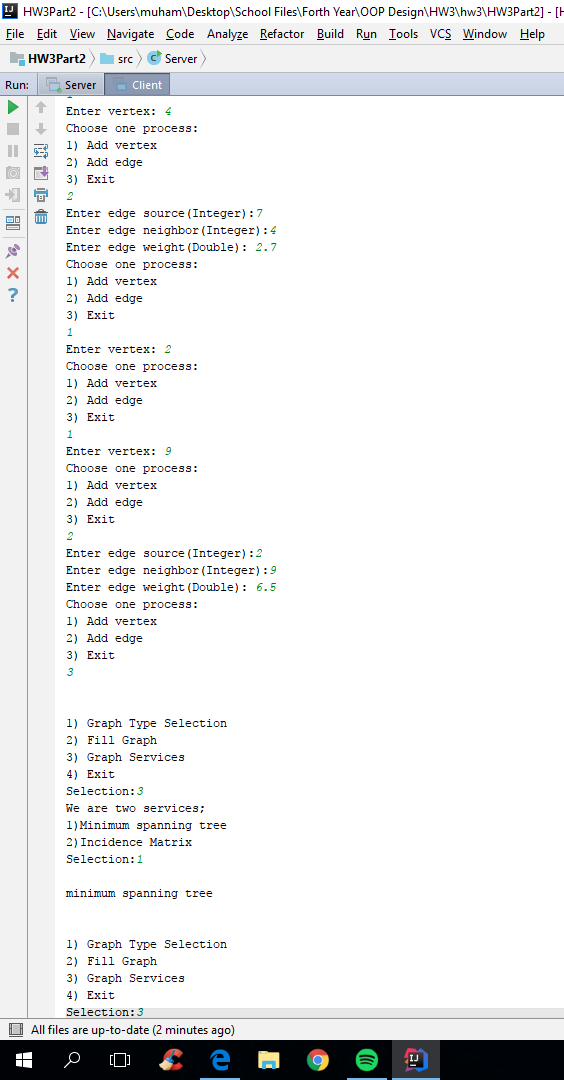 HW3Part2 - [C:\Users\muham\Desktop\School Files\Forth Year\OOP Design\HW3\hw3\HW3Part2] - [H
File Edit View Navigate Code Analyze Refactor Build Run Tools VCS Window Help
HW3Part2 src Server
Run: Server Client
1
Enter vertex: 4
Choose one process:
1) Add vertex
2) Add edge
3) Exit
2
Enter edge source(Integer):7
Enter edge neighbor(Integer):4
Enter edge weight(Double): 2.7
Choose one process:
1) Add vertex
2) Add edge
3) Exit
1
Enter vertex: 2
Choose one process:
1) Add vertex
2) Add edge
3) Exit
1
Enter vertex: 9
Choose one process:
1) Add vertex
2) Add edge
3) Exit
2
Enter edge source(Integer):2
Enter edge neighbor(Integer):9
Enter edge weight(Double): 6.5
Choose one process:
1) Add vertex
2) Add edge
3) Exit
3
1) Graph Type Selection
2) Fill Graph
3) Graph Services
4) Exit
Selection:3
We are two services;
1)Minimum spanning tree
2)Incidence Matrix
Selection:1
minimum spanning tree
1) Graph Type Selection
2) Fill Graph
3) Graph Services
4) Exit
Selection:3
All files are up-to-date (2 minutes ago)